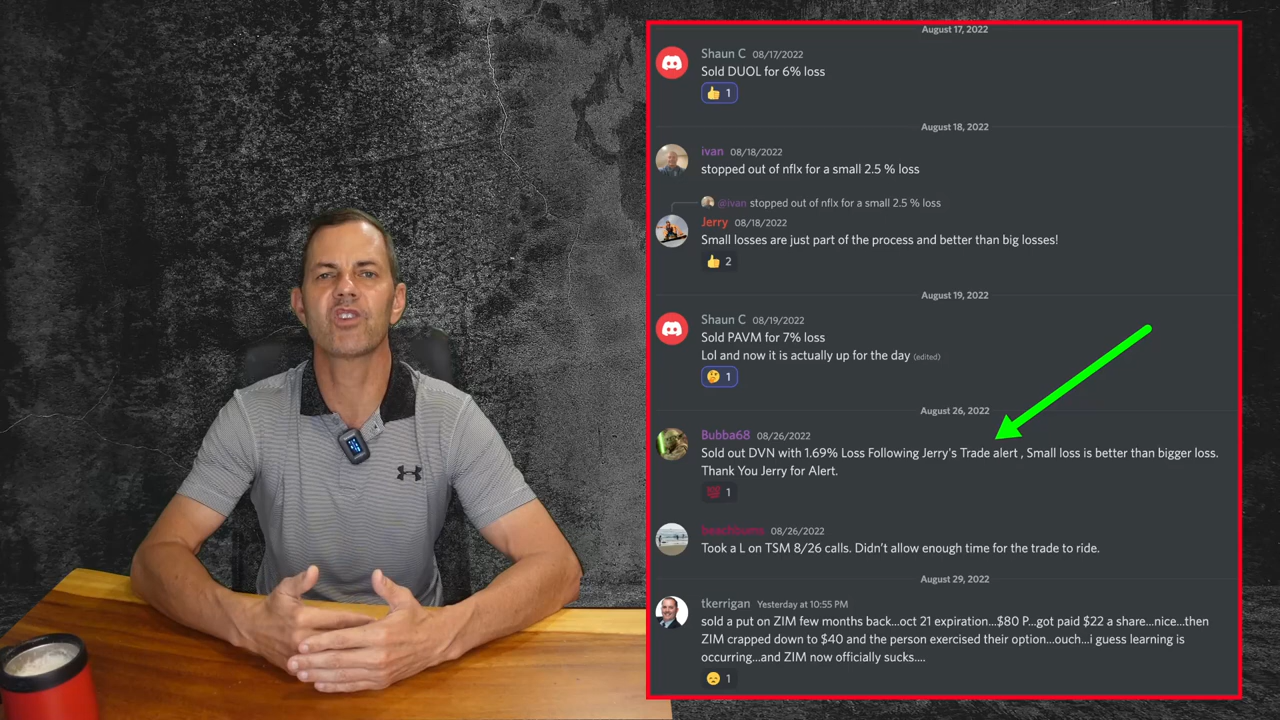 August 17, 2022
Shaun C 08/17/2022
Sold DUOL for 6% loss
1
August 18, 2022
ivan 08/18/2022
stopped out of nflx for a small 2.5 % loss
@ivan stopped out of nflx for a small 2.5 % loss
Jerry 08/18/2022
Small losses are just part of the process and better than big losses!
2
August 19, 2022
Shaun C 08/19/2022
Sold PAVM for 7% loss
Lol and now it is actually up for the day (edited)
1
August 26, 2022
Bubba68 08/26/2022
Sold out DVN with 1.69% Loss Following Jerry's Trade alert , Small loss is better than bigger loss.
Thank You Jerry for Alert.
1
08/26/2022
Took a L on TSM 8/26 calls. Didn't allow enough time for the trade to ride.
August 29, 2022
tkerrigan Yesterday at 10:55 PM
sold a put on ZIM few months back...oct 21 expiration...$80 P...got paid $22 a share...nice...then
ZIM crapped down to $40 and the person exercised their option...ouch...i guess learning is
occurring...and ZIM now officially sucks....
1